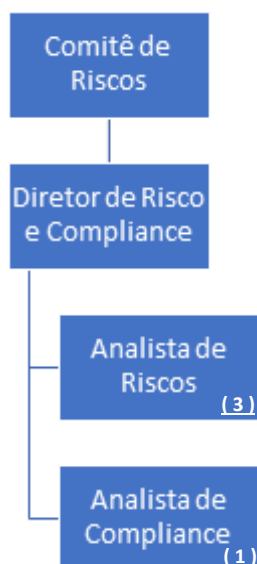 Comitê de
Riscos
Diretor de Risco
e Compliance
Analista de
Riscos
( 3 )
Analista de
Compliance
( 1 )